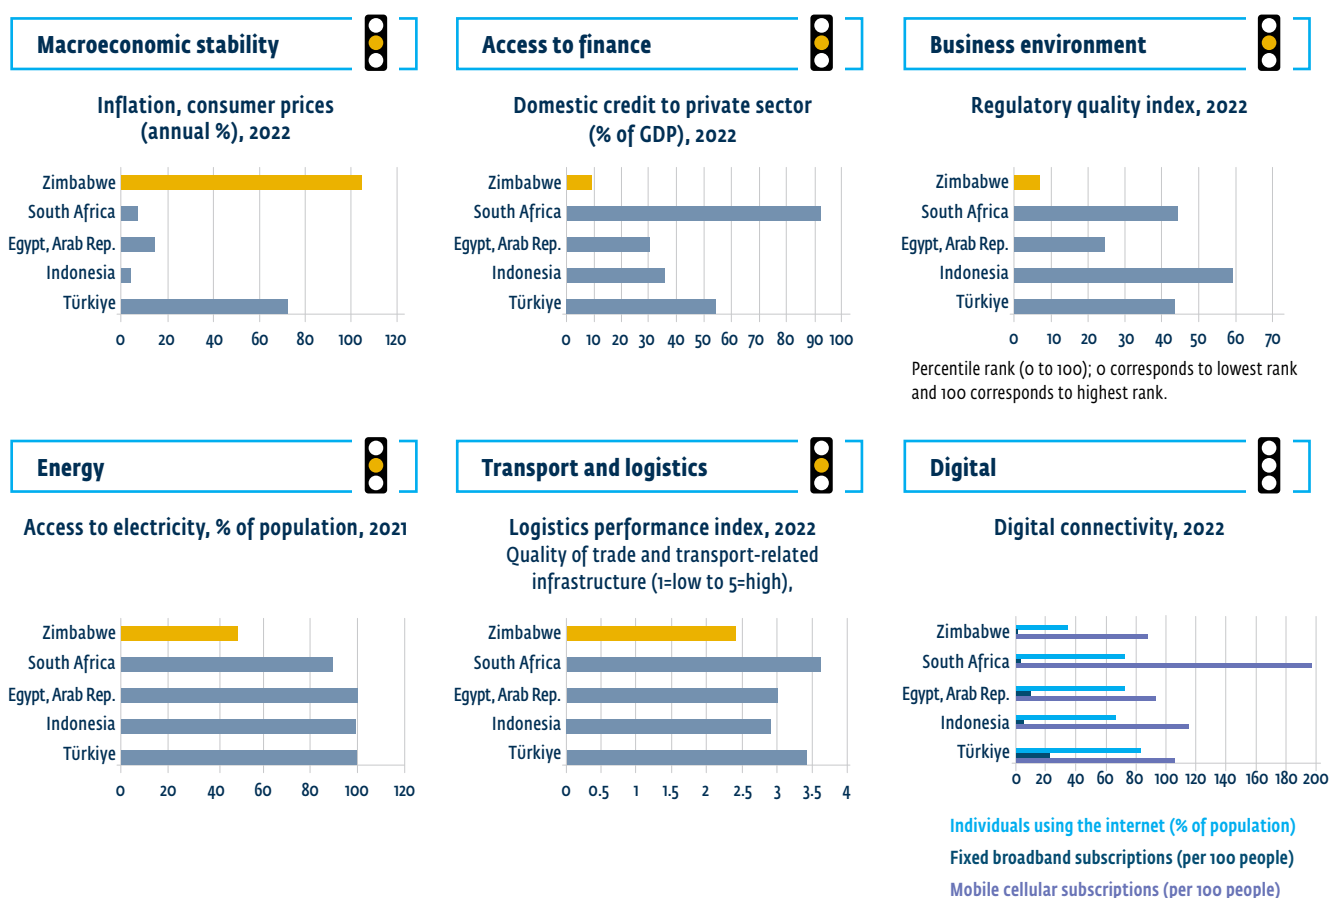 Macroeconomic stability
Inflation, consumer prices
(annual %), 2022
Zimbabwe
South Africa
Egypt, Arab Rep.
Indonesia
Türkiye
0 20 40 60 80 100 120
Access to finance
Domestic credit to private sector
(% of GDP), 2022
Zimbabwe
South Africa
Egypt, Arab Rep.
Indonesia
Türkiye
0 10 20 30 40 50 60 70 80 90 100
Business environment
Regulatory quality index, 2022
Zimbabwe
South Africa
Egypt, Arab Rep.
Indonesia
Türkiye
0 10 20 30 40 50 60 70
Percentile rank (0 to 100); 0 corresponds to lowest rank
and 100 corresponds to highest rank.
Energy
Access to electricity, % of population, 2021
Zimbabwe
South Africa
Egypt, Arab Rep.
Indonesia
Türkiye
0 20 40 60 80 100 120
Transport and logistics
Logistics performance index, 2022
Quality of trade and transport-related
infrastructure (1=low to 5=high),
Zimbabwe
South Africa
Egypt, Arab Rep.
Indonesia
Türkiye
0 0.5 1 1.5 2 2.5 3 3.5 4
Digital
Digital connectivity, 2022
Zimbabwe
South Africa
Egypt, Arab Rep.
Indonesia
Türkiye
0 20 40 60 80 100 120 140 160 180 200
Individuals using the internet (% of population)
Fixed broadband subscriptions (per 100 people)
Mobile cellular subscriptions (per 100 people)